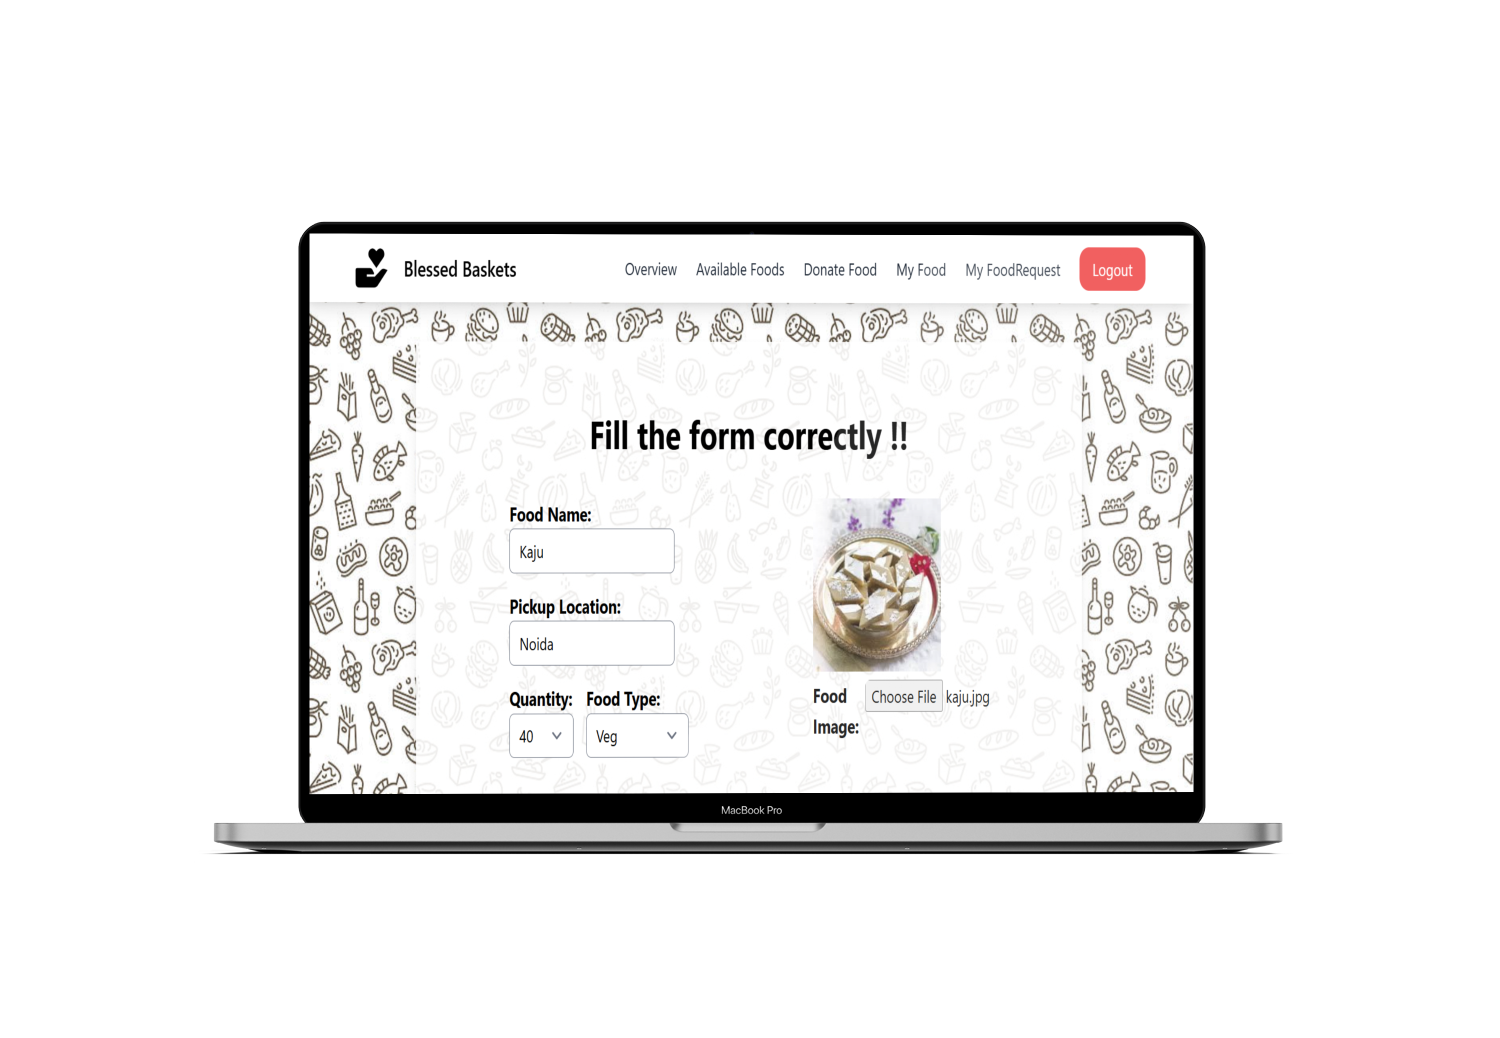 Blessed Baskets
Overview Available Foods Donate Food My Food My FoodRequest Logout
Fill the form correctly !!
Food Name:
Kaju
Pickup Location:
Noida
Quantity: Food Type:
40 Veg
Food Image: Choose File kaju.jpg
MacBook Pro